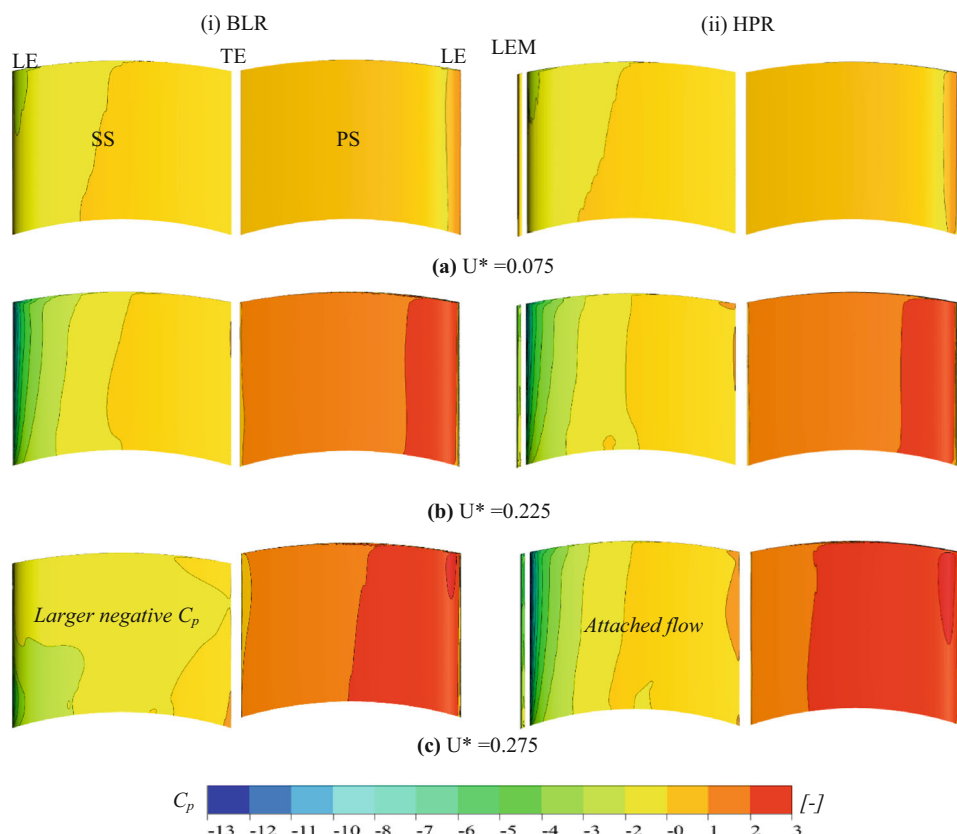 (i) BLR (ii) HPR
LE TE LE LEM
SS PS
(a) U* =0.075
(b) U* =0.225
Larger negative Cp Attached flow
(c) U* =0.275
Cp [-]
-13 -12 -11 -10 -8 -7 -6 -5 -4 -3 -2 -0 1 2 3